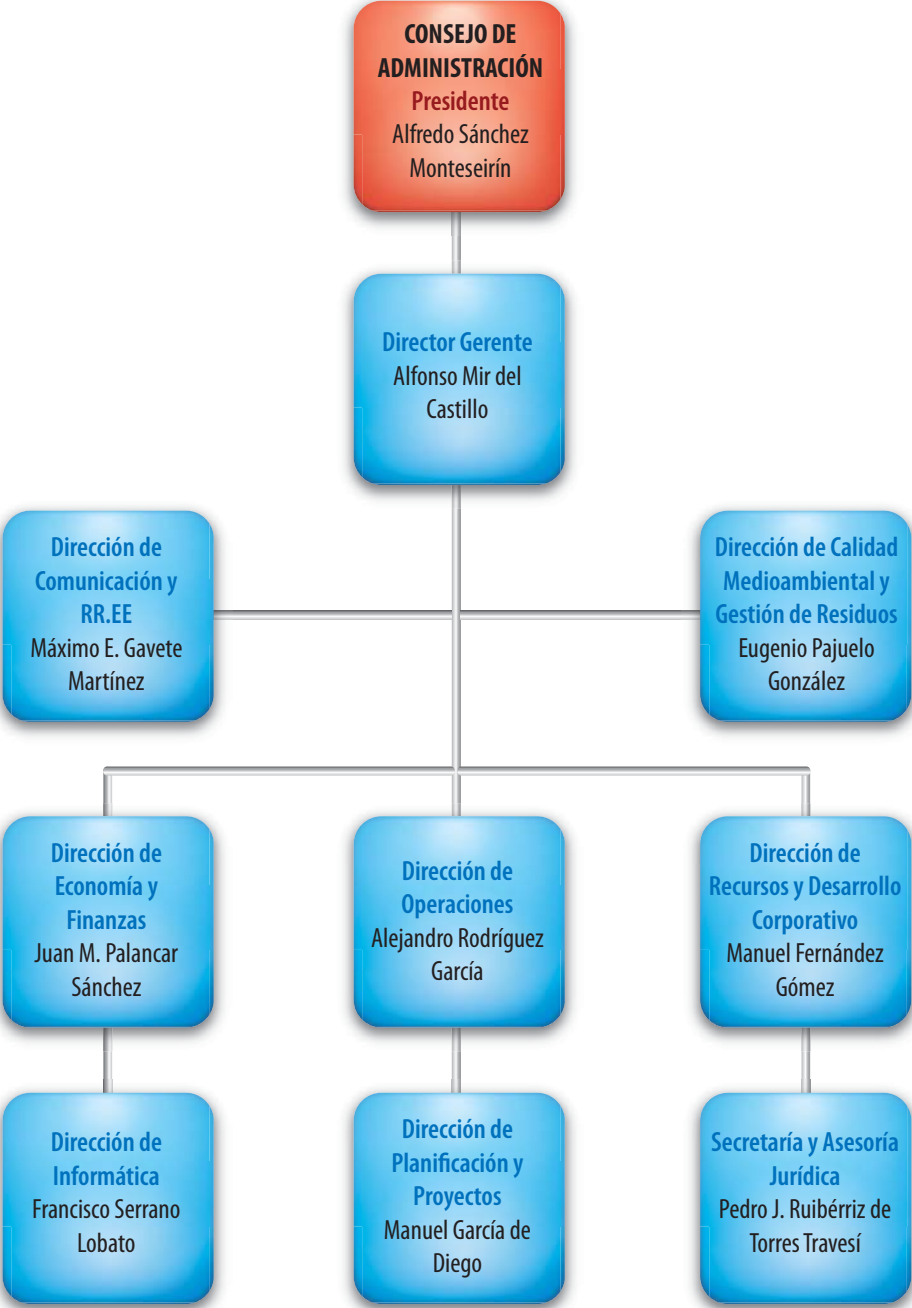 CONSEJO DE
ADMINISTRACIÓN
Presidente
Alfredo Sánchez
Monteseirín
Director Gerente
Alfonso Mir del
Castillo
Dirección de
Comunicación y
RR.EE
Máximo E. Gavete
Martínez
Dirección de Calidad
Medioambiental y
Gestión de Residuos
Eugenio Pajuelo
González
Dirección de
Economía y
Finanzas
Juan M. Palancar
Sánchez
Dirección de
Operaciones
Alejandro Rodríguez
García
Dirección de
Recursos y Desarrollo
Corporativo
Manuel Fernández
Gómez
Dirección de
Informática
Francisco Serrano
Lobato
Dirección de
Planificación y
Proyectos
Manuel García de
Diego
Secretaría y Asesoría
Jurídica
Pedro J. Ruibérriz de
Torres Travesí